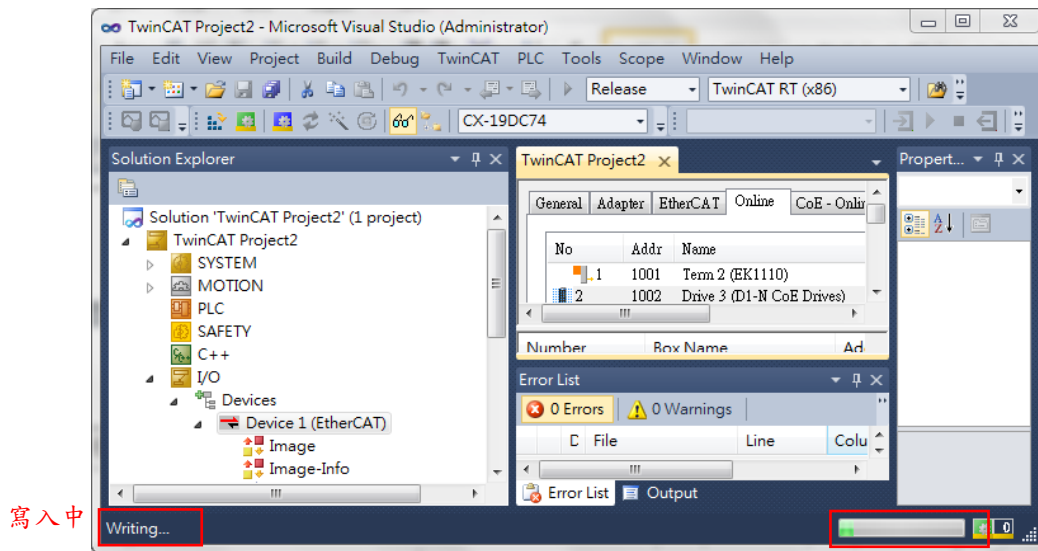 TwinCAT Project2 - Microsoft Visual Studio (Administrator)
File Edit View Project Build Debug TwinCAT PLC Tools Scope Window Help
Release TwinCAT RT (x86)
CX-19DC74
Solution Explorer
TwinCAT Project2
Propert...
General Adapter EtherCAT Online CoE - Onlin
Solution 'TwinCAT Project2' (1 project)
TwinCAT Project2
No Addr Name
SYSTEM
1 1001 Term 2 (EK1110)
MOTION
2 1002 Drive 3 (D1-N CoE Drives)
PLC
SAFETY
Number Box Name Ad
C++
I/O
Error List
Devices
0 Errors 0 Warnings
Device 1 (EtherCAT)
File Line Colu
Image
Image-Info
Error List Output
寫入中
Writing...
0